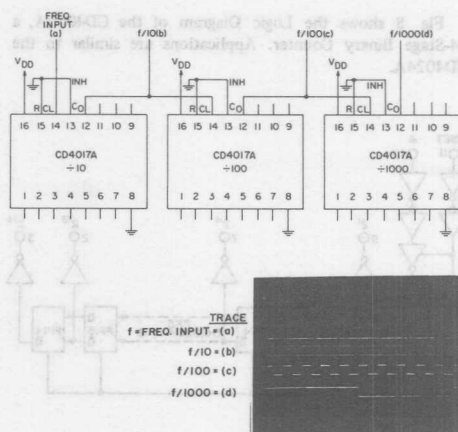 FREQ.
INPUT
(a)
f/10(b)
f/100(c)
f/1000(d)
VDD
INH
VDD
INH
VDD
INH
R CL CO
R CL CO
R CL CO
16 15 14 13 12 11 10 9
16 15 14 13 12 11 10 9
16 15 14 13 12 11 10 9
CD4017A
÷10
CD4017A
÷100
CD4017A
÷1000
1 2 3 4 5 6 7 8
1 2 3 4 5 6 7 8
1 2 3 4 5 6 7 8
TRACE
f = FREQ. INPUT = (a)
f/10 = (b)
f/100 = (c)
f/1000 = (d)